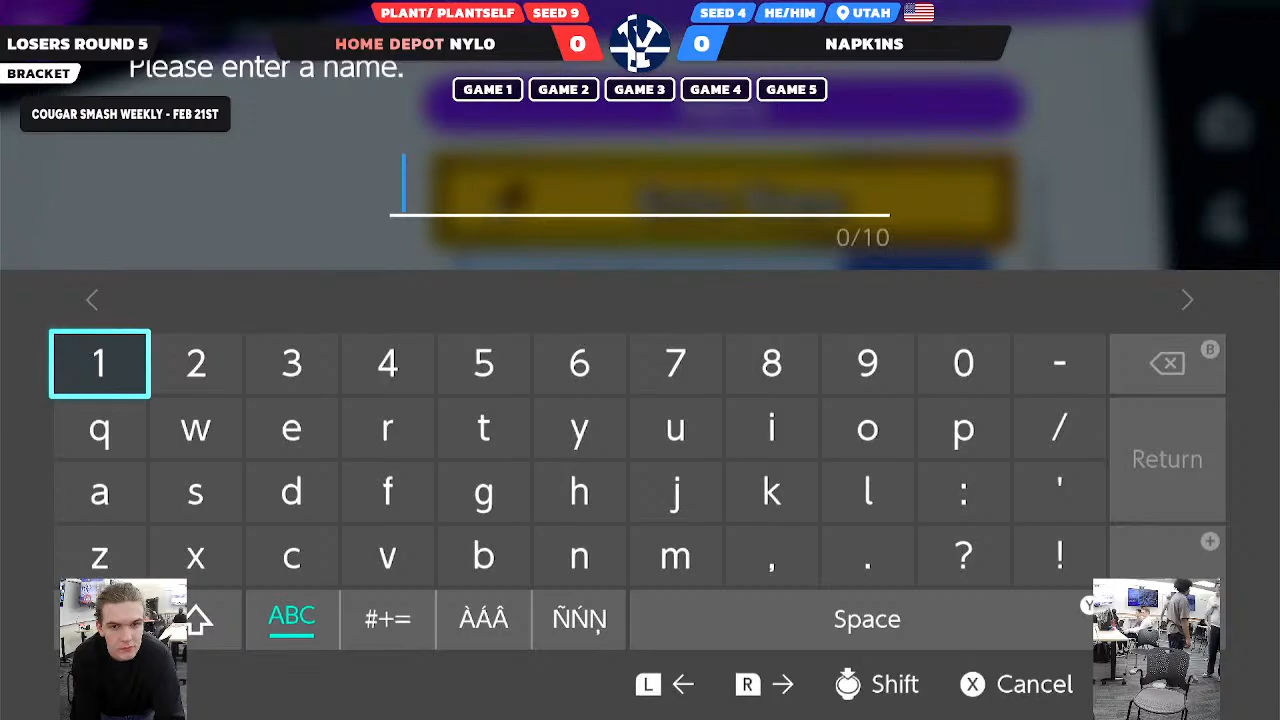 PLANT/ PLANTSELF SEED 9 SEED 4 HE/HIM UTAH
LOSERS ROUND 5 HOME DEPOT NYL0 0 0 NAPK1NS
BRACKET
Please enter a name.
GAME 1 GAME 2 GAME 3 GAME 4 GAME 5
COUGAR SMASH WEEKLY - FEB 21ST
0/10
1 2 3 4 5 6 7 8 9 0 - B
q w e r t y u i o p /
Return
a s d f g h j k l : '
z x c v b n m , . ? ! +
ABC #+= ÀÁÂ ÑŃŅ Space Y
L ← R → Shift X Cancel